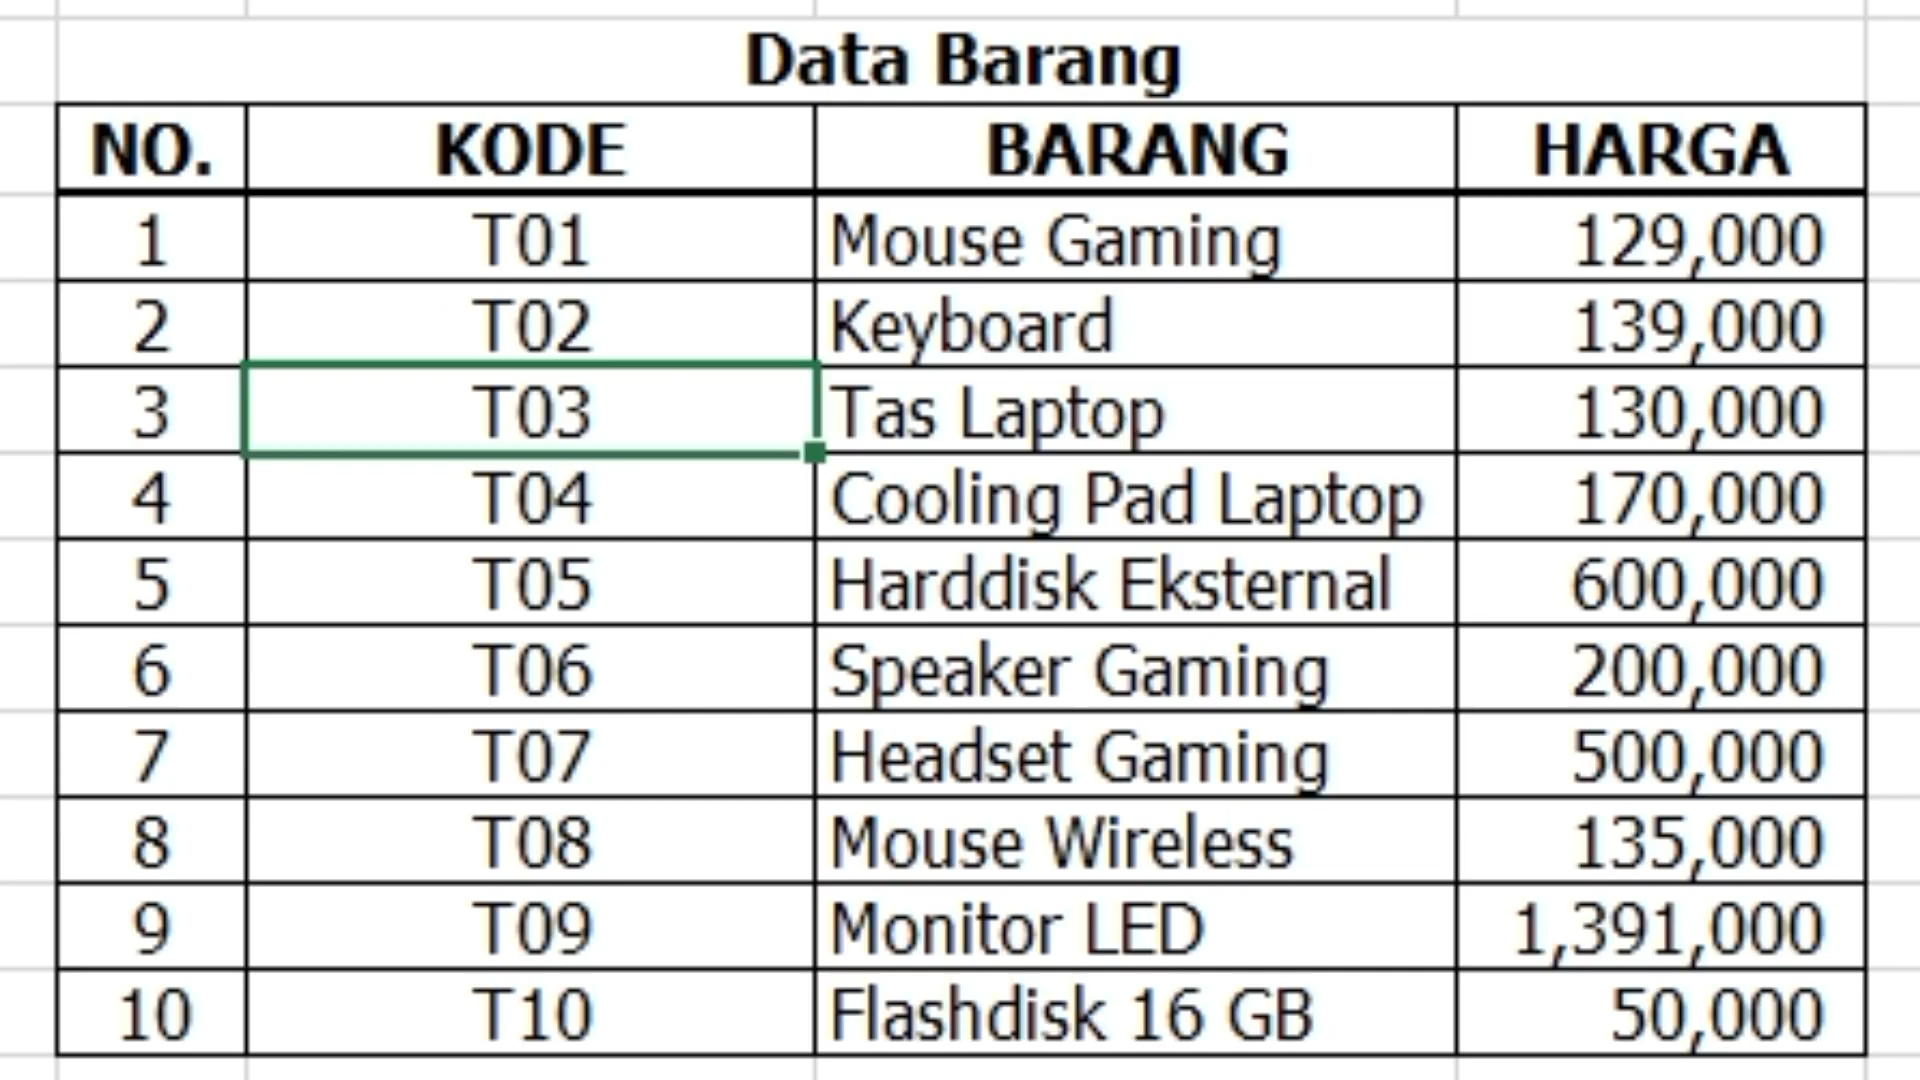 Data Barang
NO. KODE BARANG HARGA
1 T01 Mouse Gaming 129,000
2 T02 Keyboard 139,000
3 T03 Tas Laptop 130,000
4 T04 Cooling Pad Laptop 170,000
5 T05 Harddisk Eksternal 600,000
6 T06 Speaker Gaming 200,000
7 T07 Headset Gaming 500,000
8 T08 Mouse Wireless 135,000
9 T09 Monitor LED 1,391,000
10 T10 Flashdisk 16 GB 50,000